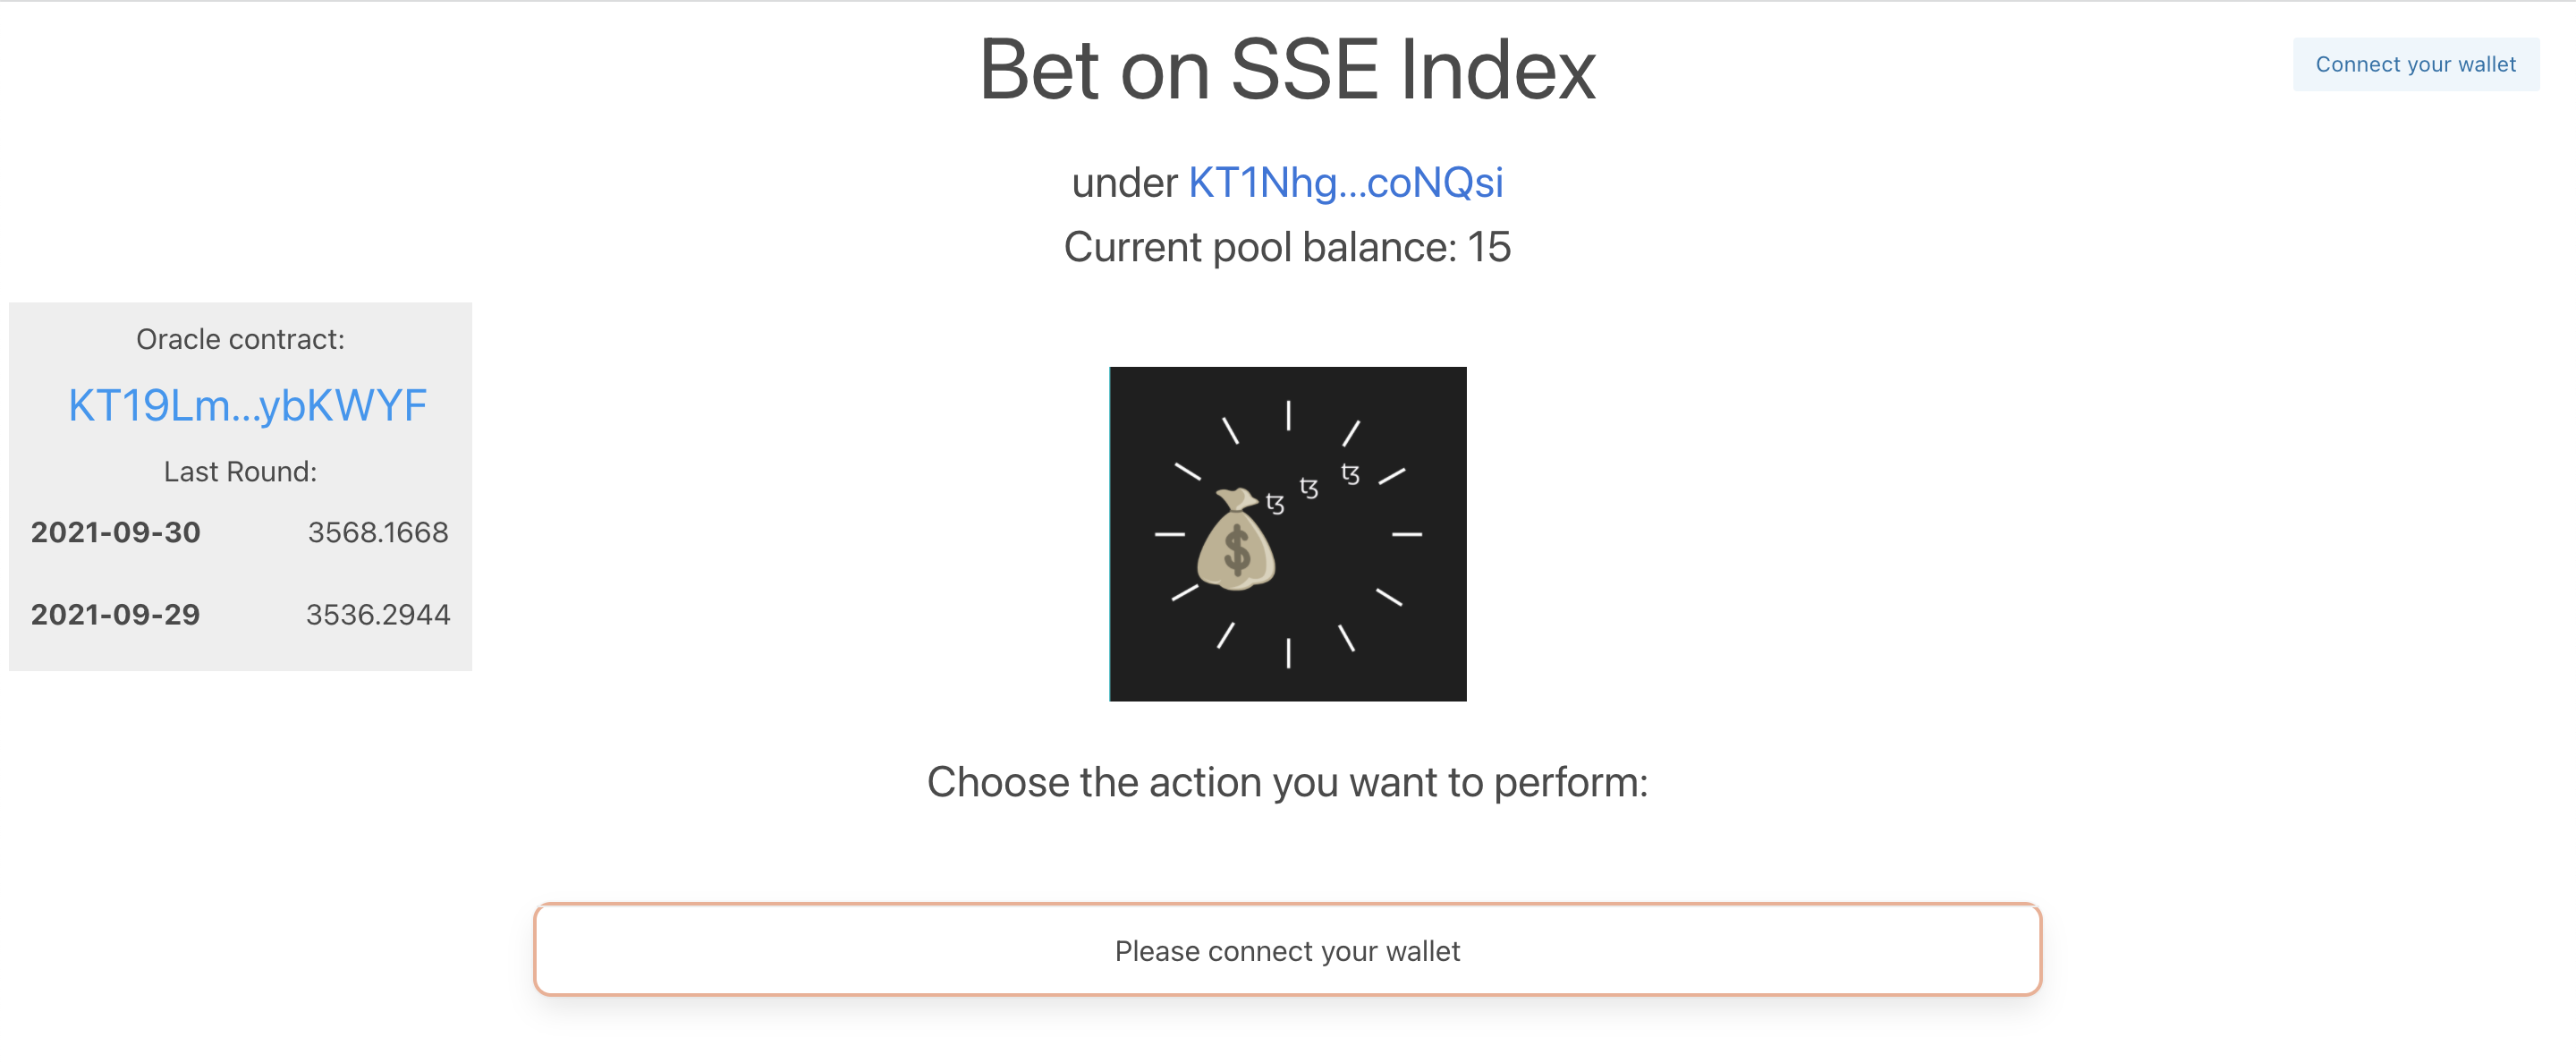 Bet on SSE Index
Connect your wallet
under KT1Nhg...coNQsi
Current pool balance: 15
Oracle contract:
KT19Lm...ybKWYF
Last Round:
2021-09-30 3568.1668
2021-09-29 3536.2944
ꜩ ꜩ ꜩ
$
Choose the action you want to perform:
Please connect your wallet